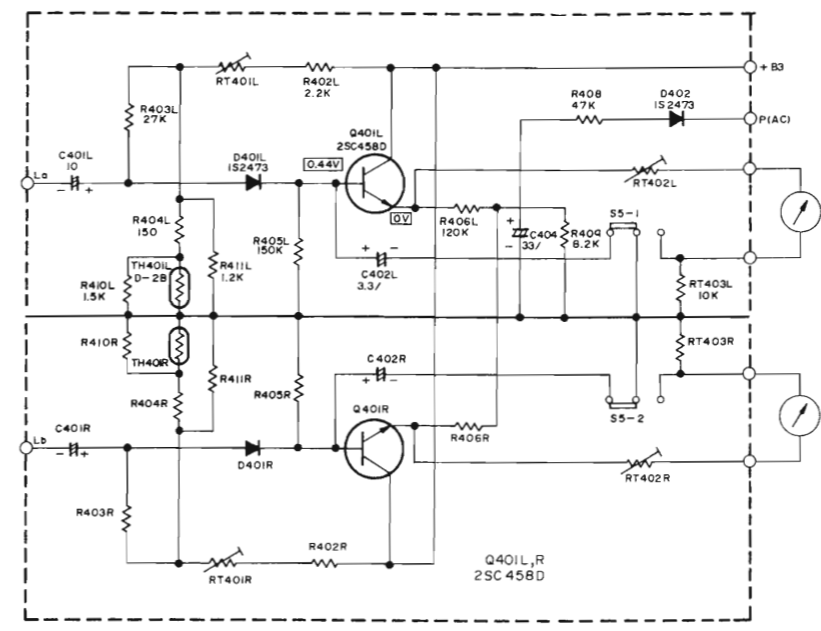 + B3
RT401L
R402L
2.2K
R403L
27K
R408
47K
D402
1S2473
P(AC)
Q401L
2SC458D
C401L
10
La
- +
D401L
1S2473
0.44V
RT402L
0V
R404L
150
R405L
150K
R406L
120K
+
-
C404
33/
R409
8.2K
S5-1
TH401L
D-2B
R411L
1.2K
+ -
C402L
3.3/
R410L
1.5K
RT403L
10K
R410R
TH401R
RT403R
C402R
+ -
R411R
R405R
R404R
Q401R
S5-2
C401R
Lb
- +
D401R
R406R
RT402R
R403R
R402R
RT401R
Q401L,R
2SC458D